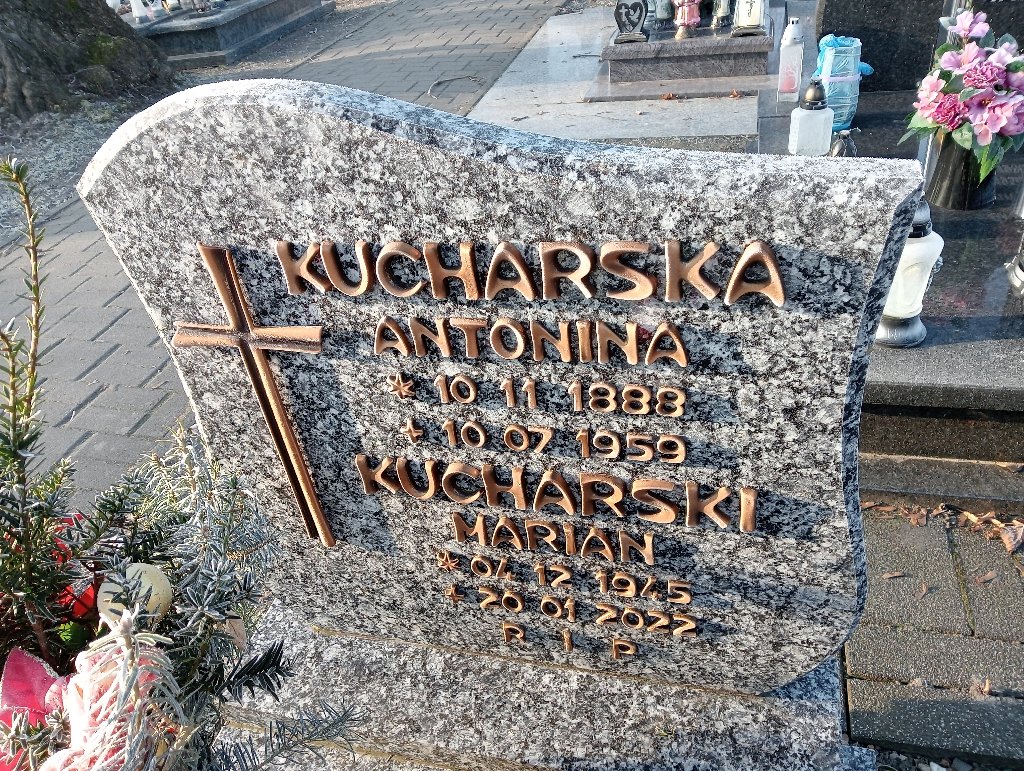 KUCHARSKA
ANTONINA
* 10 11 1888
+ 10 07 1959
KUCHARSKI
MARIAN
* 04 12 1945
+ 20 01 2022
R I P